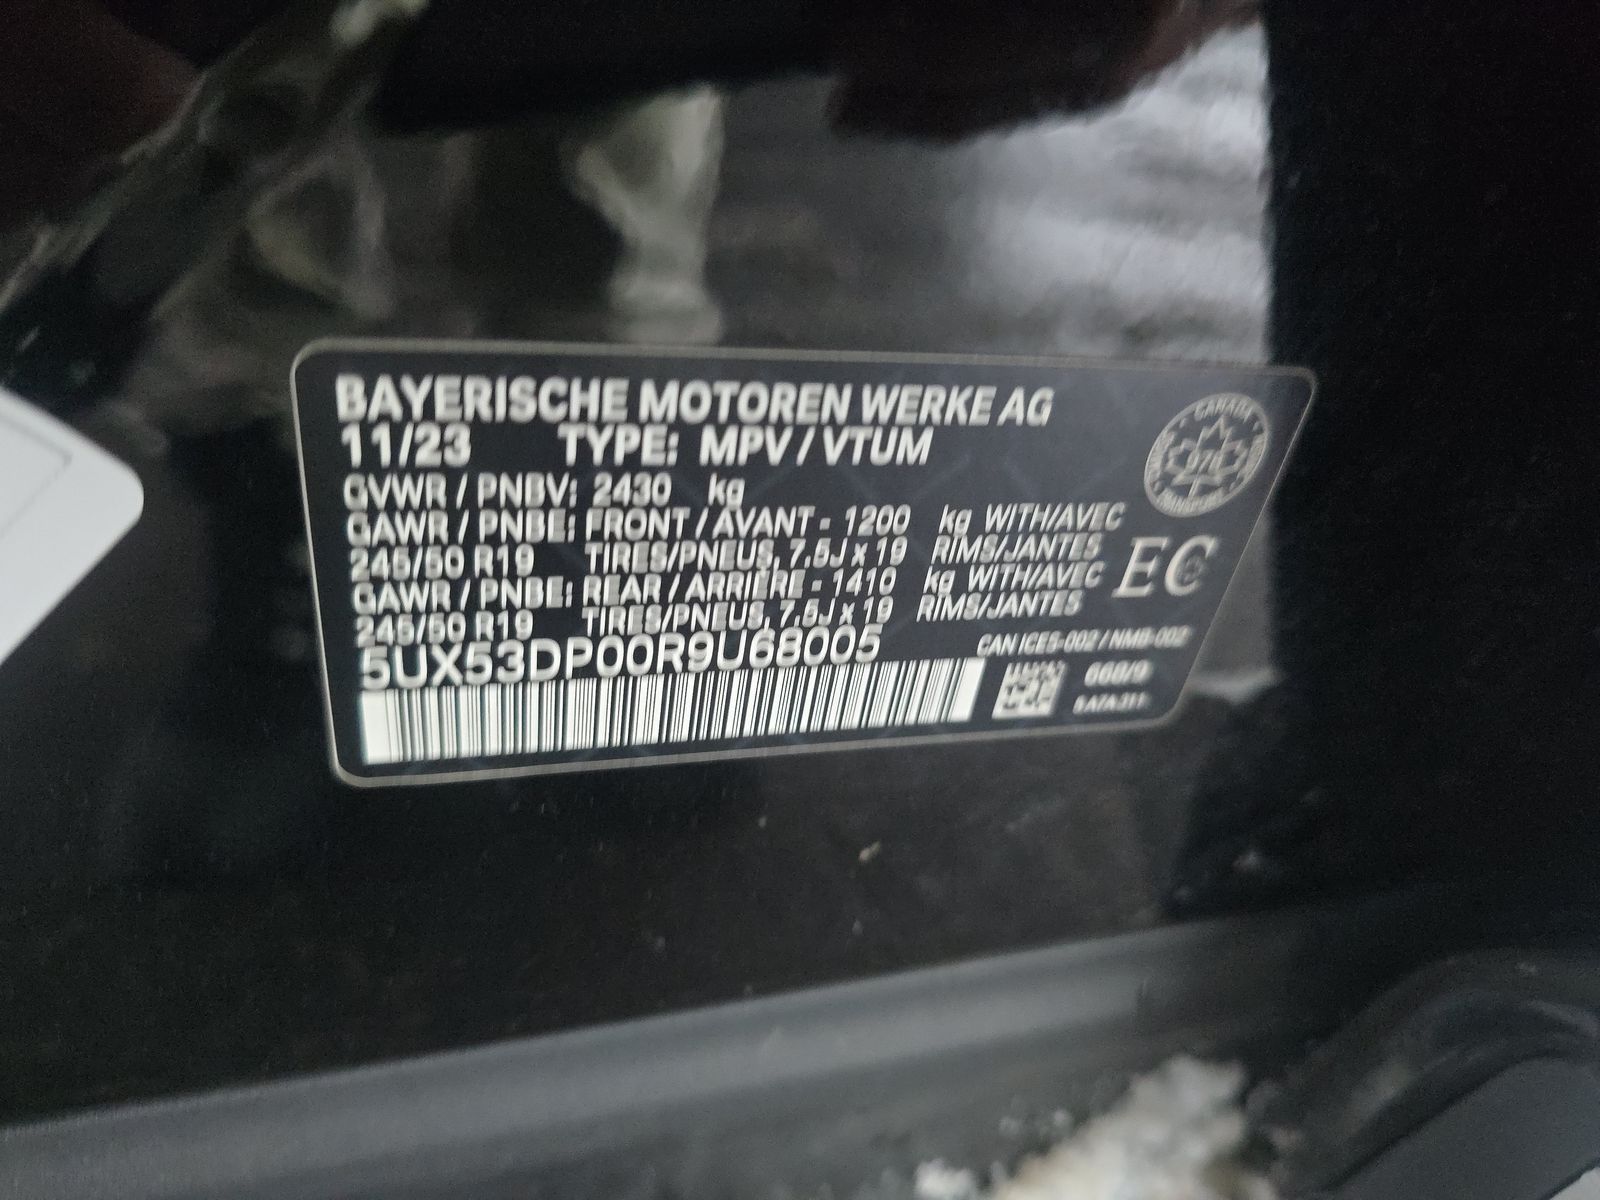 BAYERISCHE MOTOREN WERKE AG
11/23 TYPE: MPV / VTUM
GVWR / PNBV: 2430 kg
GAWR / PNBE: FRONT / AVANT - 1200 kg WITH/AVEC
245/50 R19 TIRES/PNEUS, 7.5J x 19 RIMS/JANTES
GAWR / PNBE: REAR / ARRIÈRE - 1410 kg WITH/AVEC
245/50 R19 TIRES/PNEUS, 7.5J x 19 RIMS/JANTES
5UX53DP00R9U68005
CANADA
TRANSPORT
EC
CAN ICES-002 / NMB-002
668/9